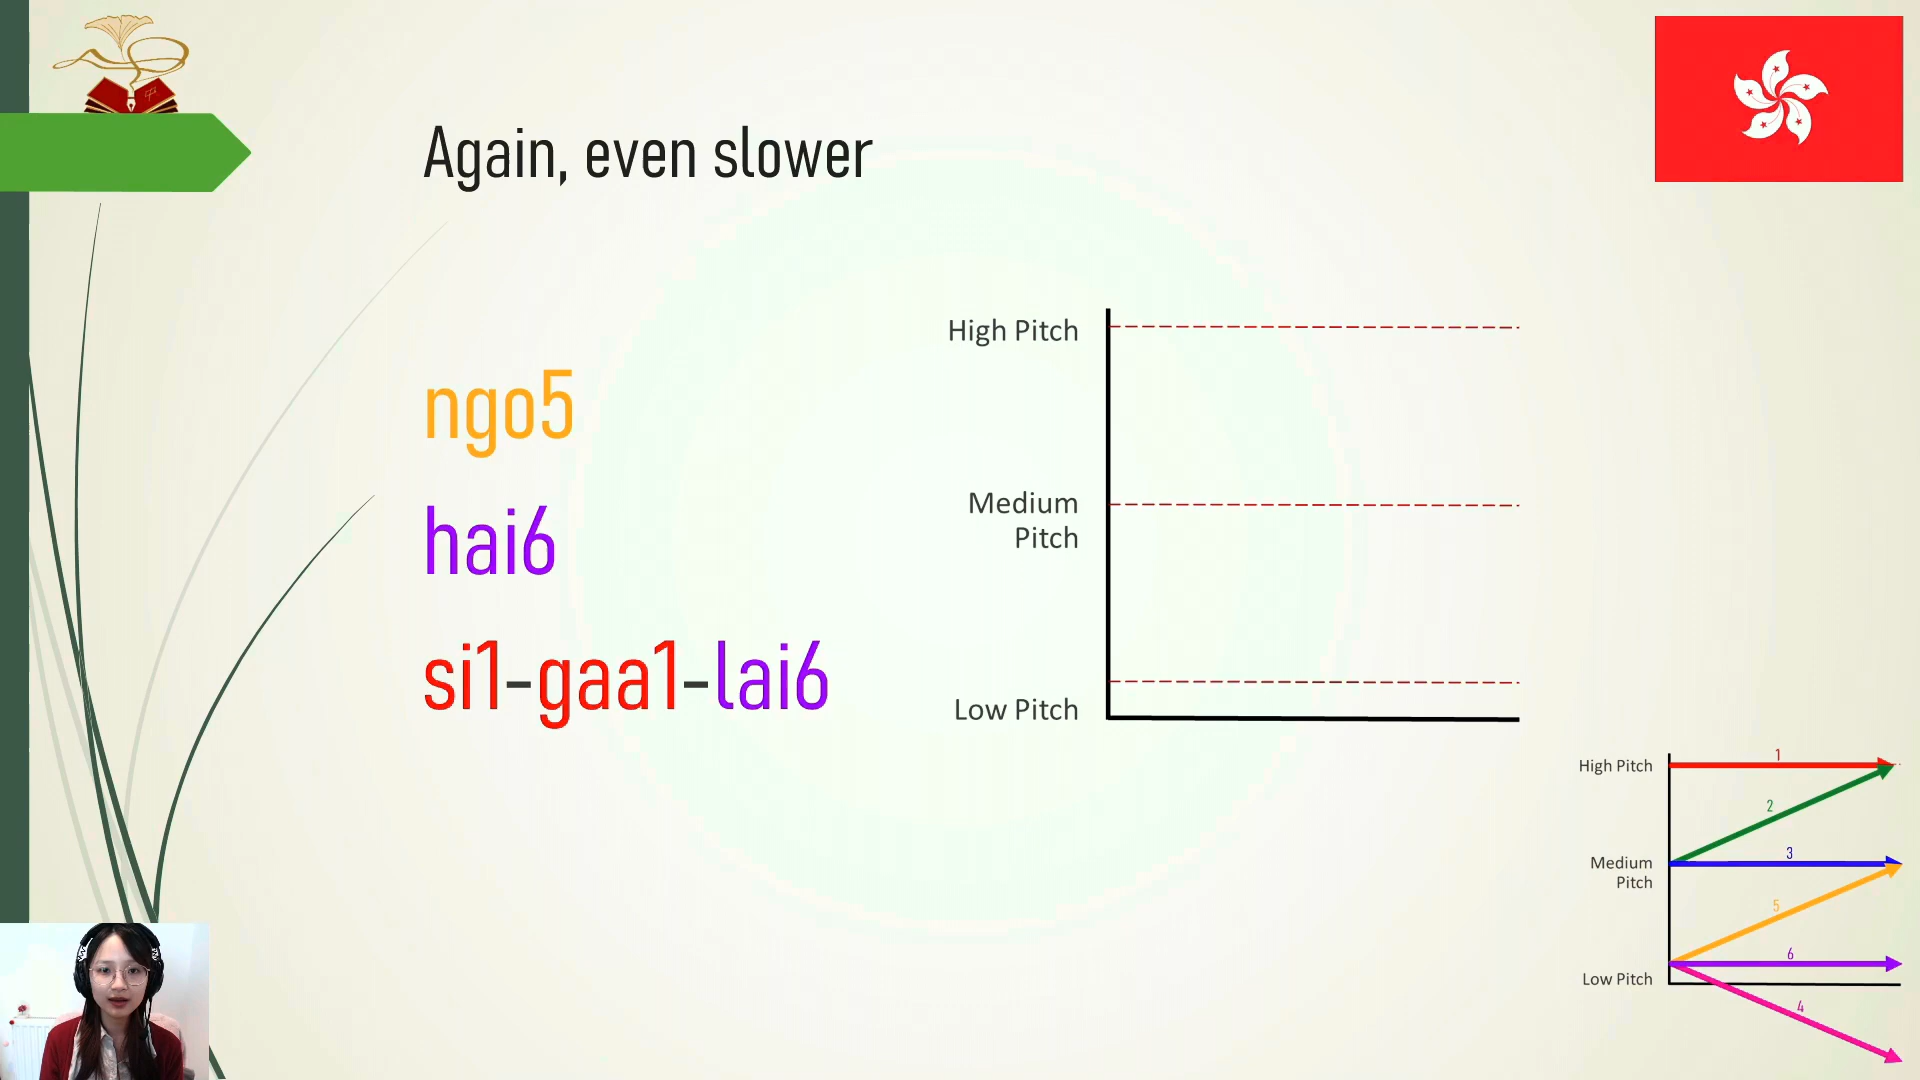 Again, even slower
ngo5
hai6
si1-gaa1-lai6
High Pitch
Medium
Pitch
Low Pitch
High Pitch
Medium
Pitch
Low Pitch
1
2
3
5
6
4